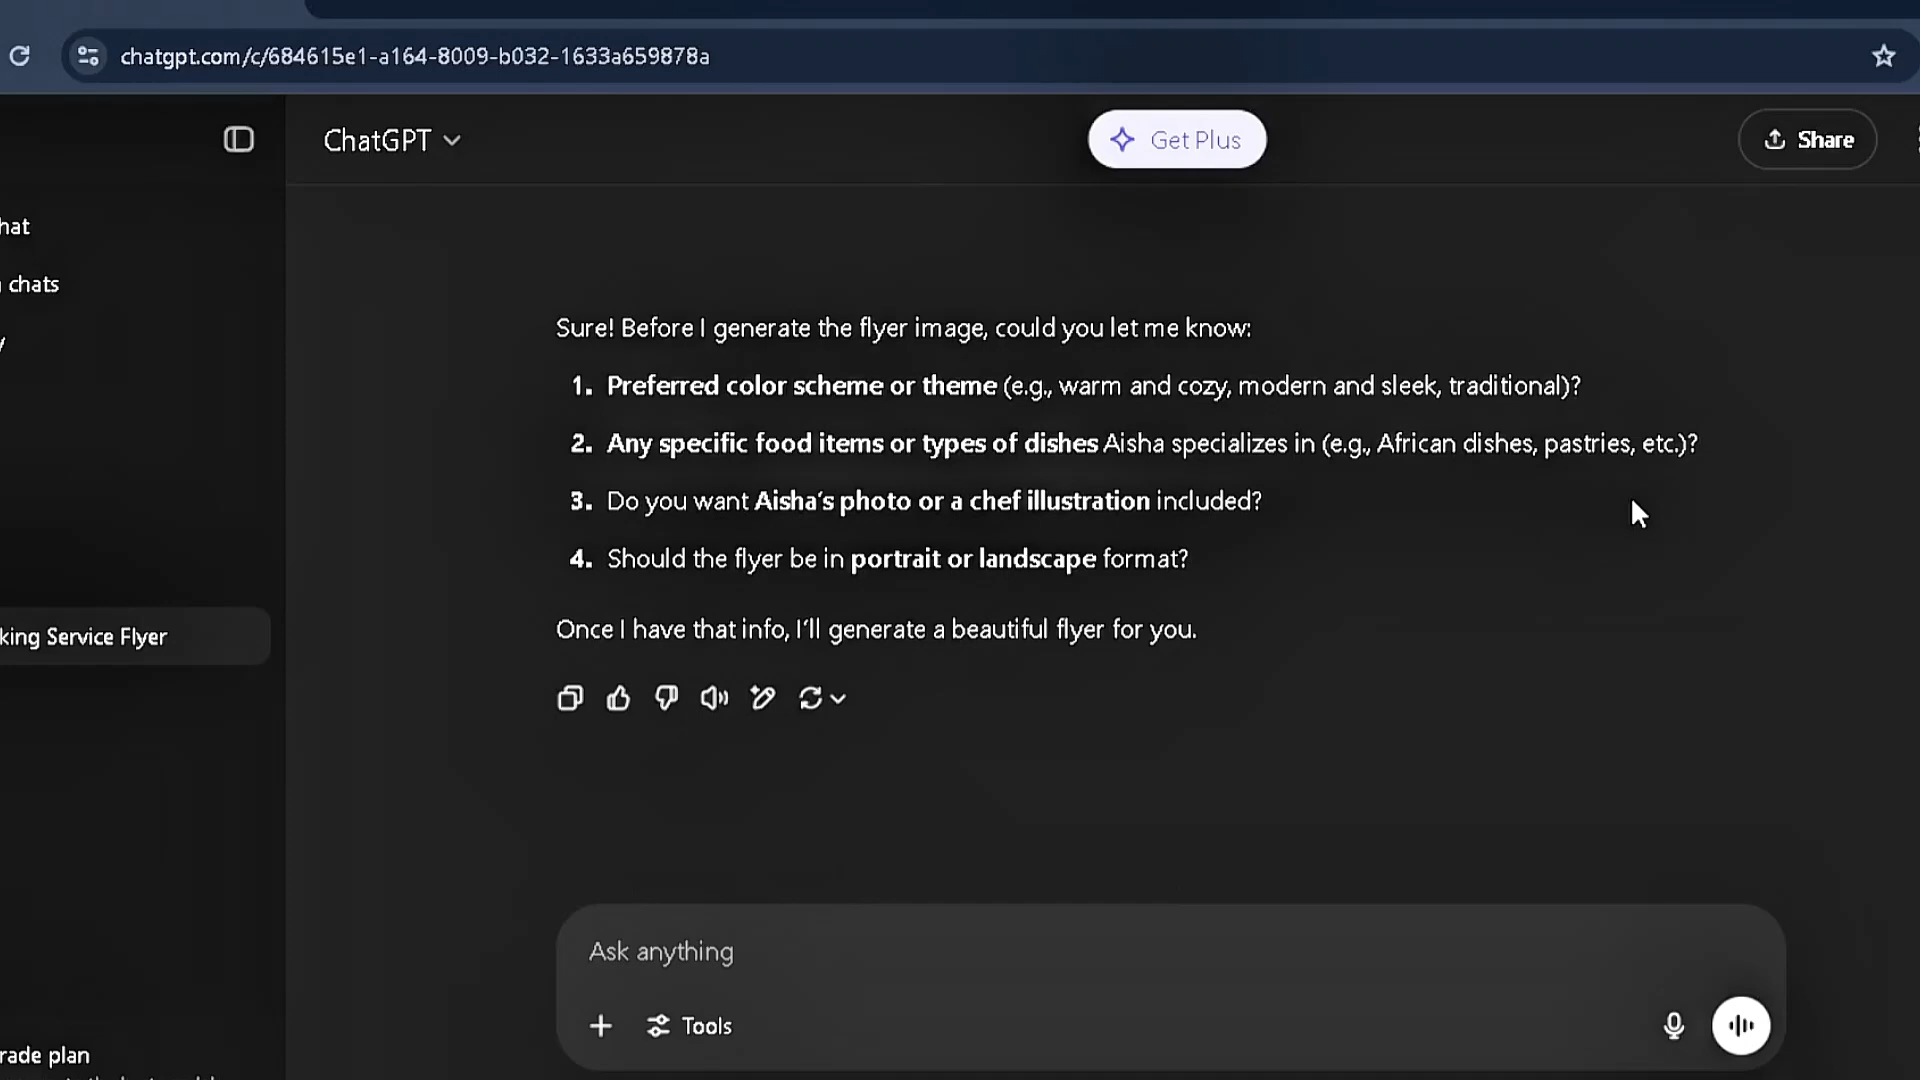 chatgpt.com/c/684615e1-a164-8009-b032-1633a659878a
ChatGPT
Get Plus
Share
hat
chats
y
king Service Flyer
rade plan
Sure! Before I generate the flyer image, could you let me know:
1. Preferred color scheme or theme (e.g., warm and cozy, modern and sleek, traditional)?
2. Any specific food items or types of dishes Aisha specializes in (e.g., African dishes, pastries, etc.)?
3. Do you want Aisha's photo or a chef illustration included?
4. Should the flyer be in portrait or landscape format?
Once I have that info, I'll generate a beautiful flyer for you.
Ask anything
Tools